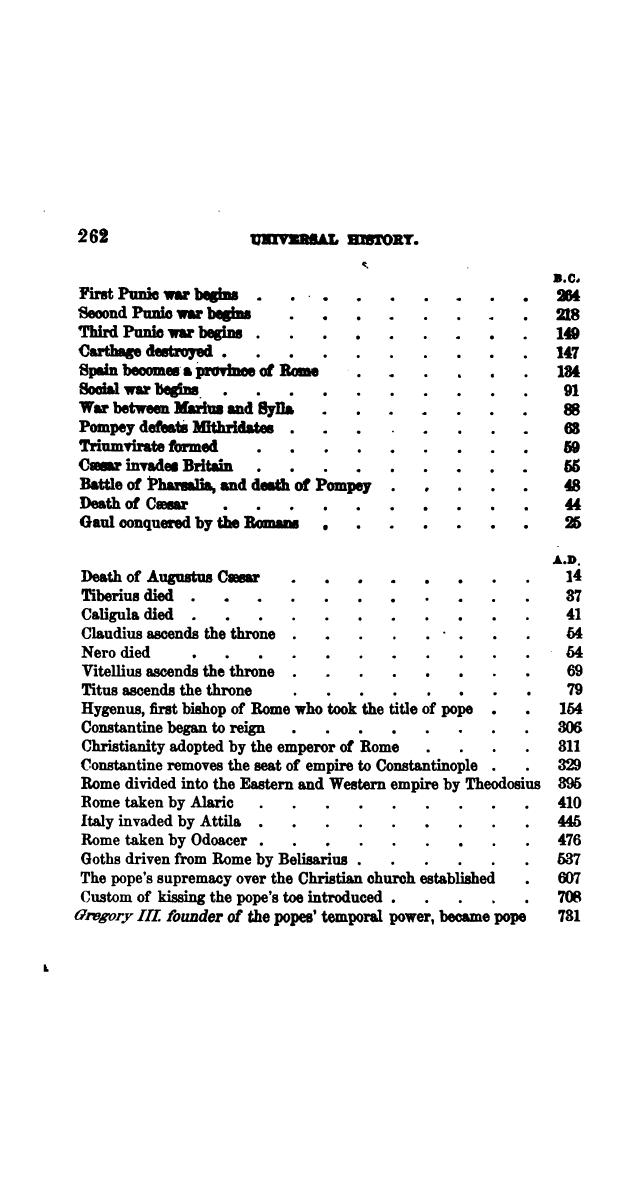 262 UNIVERSAL HISTORY.
B.C.
First Punic war begins . . . . . . . . . 264
Second Punic war begins . . . . . . . . 218
Third Punic war begins . . . . . . . . . 149
Carthage destroyed . . . . . . . . . . 147
Spain becomes a province of Rome . . . . . . 134
Social war begins . . . . . . . . . . 91
War between Marius and Sylla . . . . . . . 88
Pompey defeats Mithridates . . . . . . . . 63
Triumvirate formed . . . . . . . . . 59
Cæsar invades Britain . . . . . . . . . 55
Battle of Pharsalia, and death of Pompey . . . . . 48
Death of Cæsar . . . . . . . . . . 44
Gaul conquered by the Romans . . . . . . . 25
A.D.
Death of Augustus Cæsar . . . . . . . . 14
Tiberius died . . . . . . . . . . . 37
Caligula died . . . . . . . . . . . 41
Claudius ascends the throne . . . . . . . . 54
Nero died . . . . . . . . . . . 54
Vitellius ascends the throne . . . . . . . . 69
Titus ascends the throne . . . . . . . . 79
Hygenus, first bishop of Rome who took the title of pope . . 154
Constantine began to reign . . . . . . . . 306
Christianity adopted by the emperor of Rome . . . . 311
Constantine removes the seat of empire to Constantinople . . 329
Rome divided into the Eastern and Western empire by Theodosius 395
Rome taken by Alaric . . . . . . . . . 410
Italy invaded by Attila . . . . . . . . . 445
Rome taken by Odoacer . . . . . . . . . 476
Goths driven from Rome by Belisarius . . . . . . 537
The pope's supremacy over the Christian church established . 607
Custom of kissing the pope's toe introduced . . . . . 708
Gregory III. founder of the popes' temporal power, became pope 731